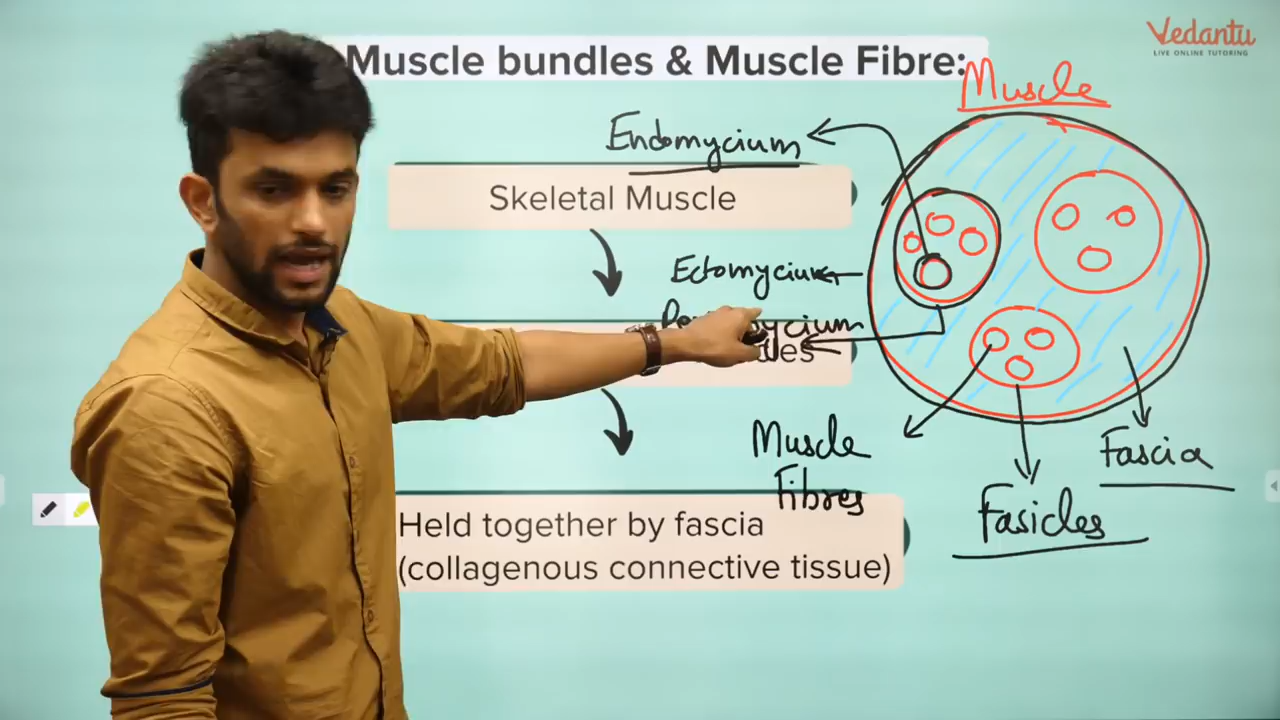 Vedantu
LIVE ONLINE TUTORING
Muscle bundles & Muscle Fibre:
Muscle
Endomycium
Skeletal Muscle
Ectomycium
Muscle
Fibres
Fascia
Fasicles
Held together by fascia
(collagenous connective tissue)